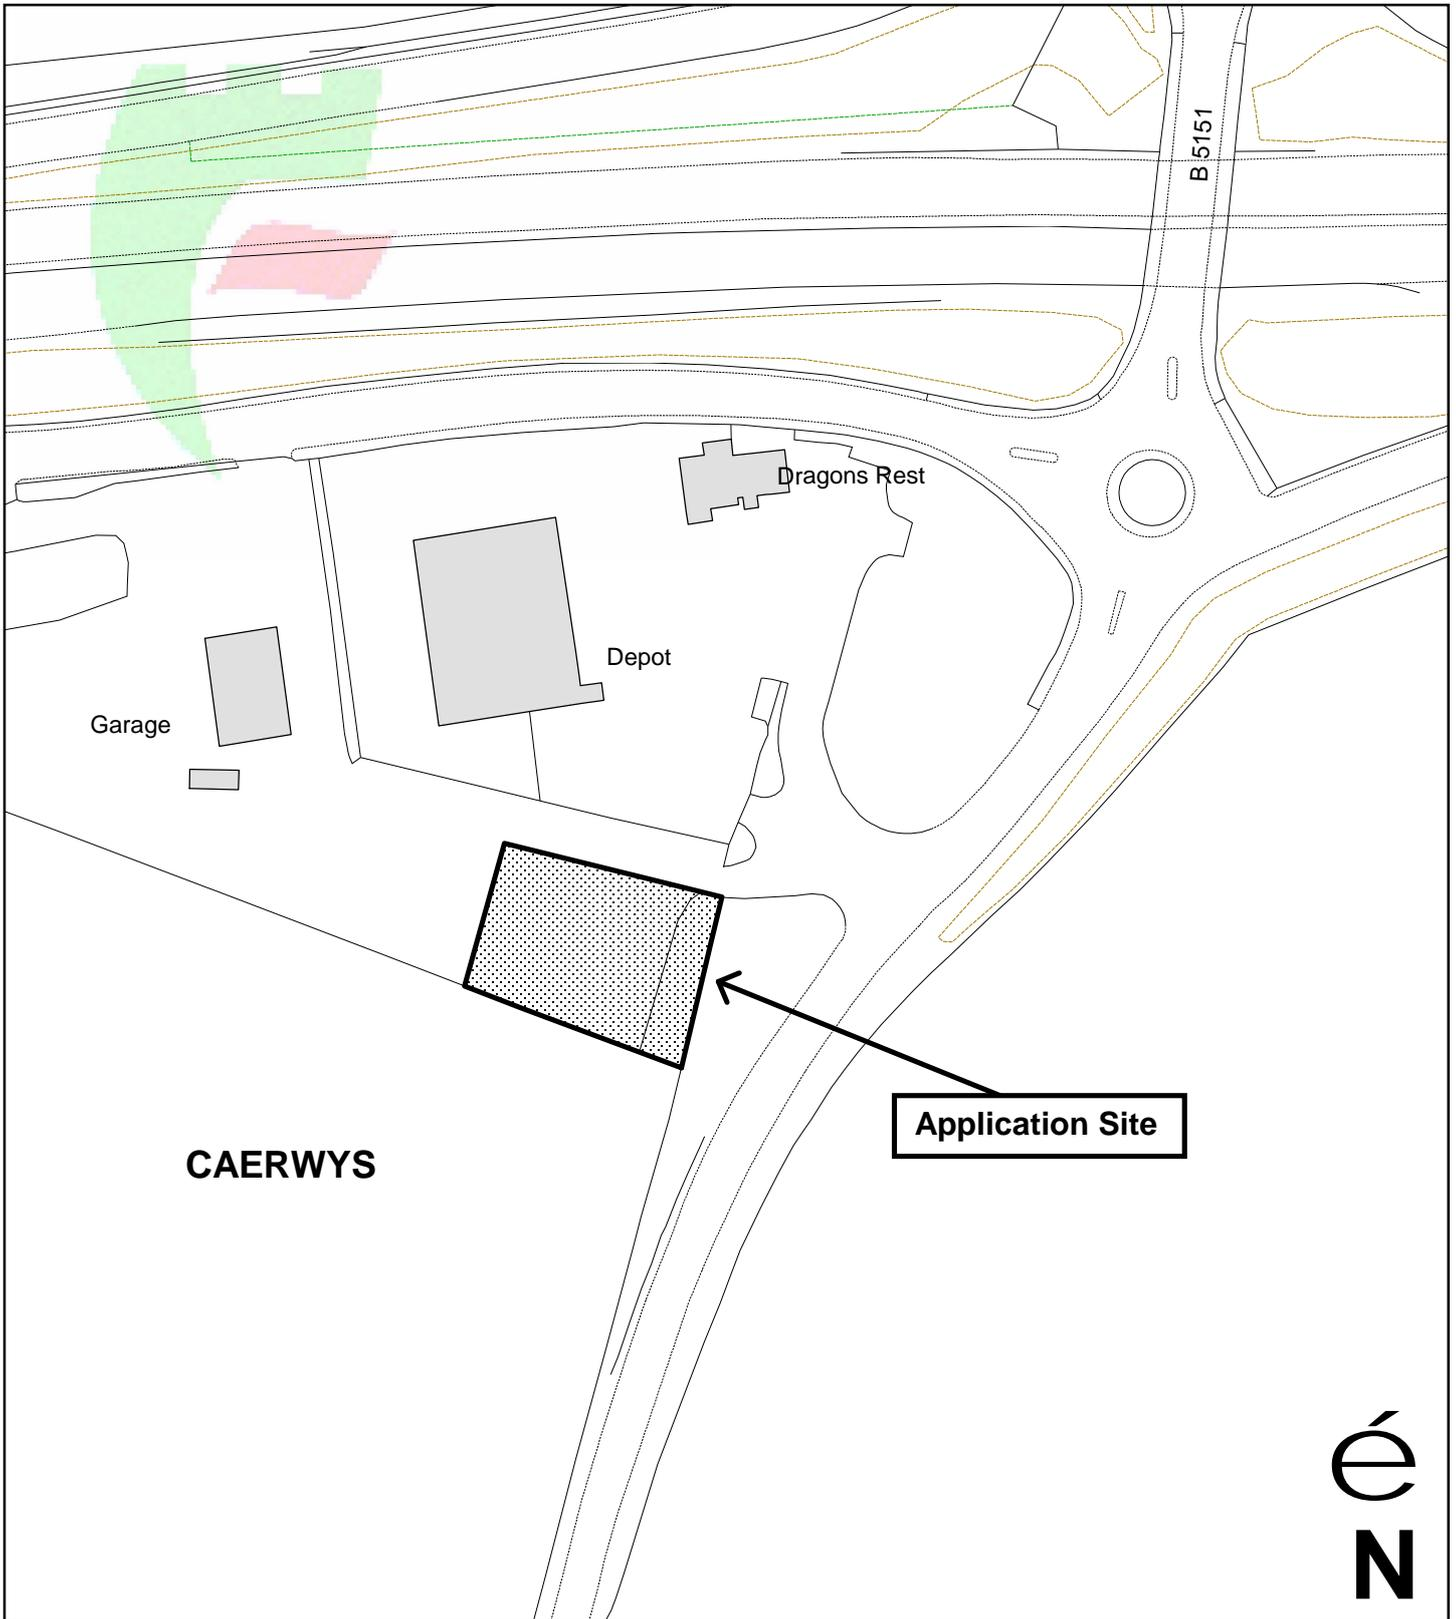 B 5151
Dragons Rest
Depot
Garage
Application Site
CAERWYS
é
N